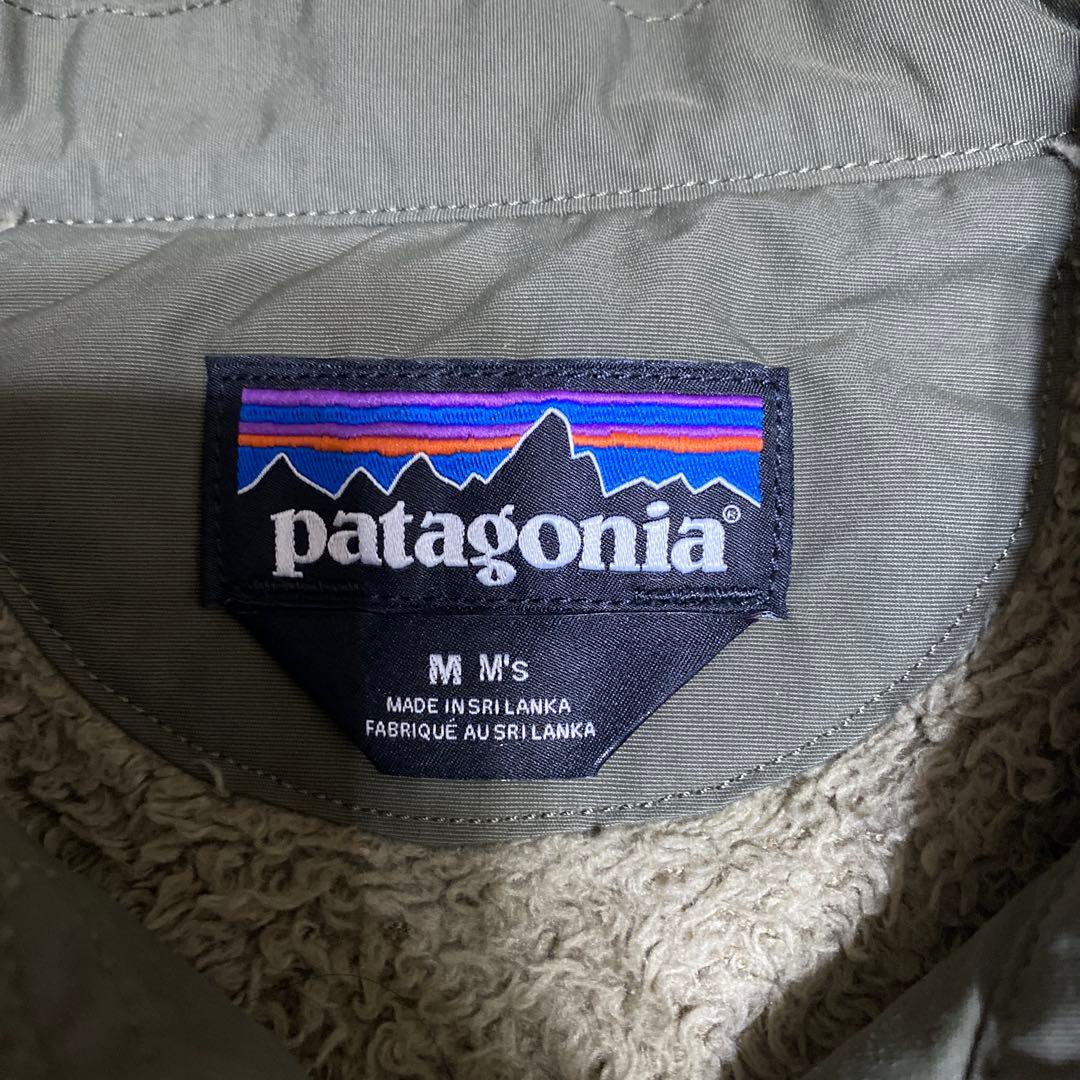 patagonia®
M M's
MADE IN SRI LANKA
FABRIQUÉ AU SRI LANKA